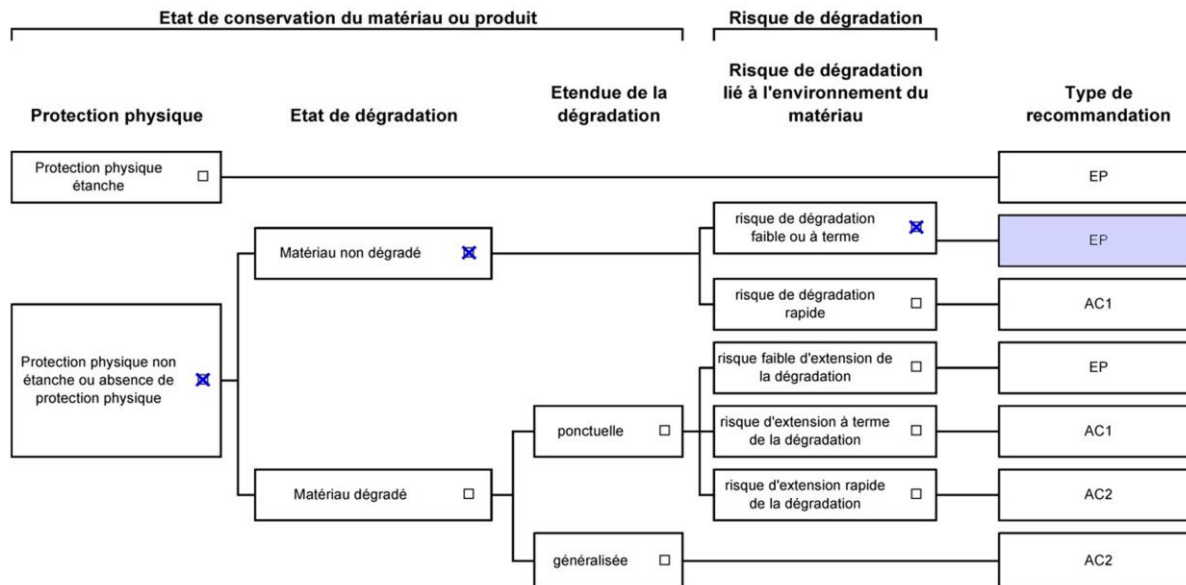 Etat de conservation du matériau ou produit
Risque de dégradation
Protection physique
Etat de dégradation
Etendue de la
dégradation
Risque de dégradation
lié à l'environnement du
matériau
Type de
recommandation
Protection physique
étanche
EP
risque de dégradation
faible ou à terme
EP
Matériau non dégradé
risque de dégradation
rapide
AC1
Protection physique non
étanche ou absence de
protection physique
risque faible d'extension de
la dégradation
EP
ponctuelle
risque d'extension à terme
de la dégradation
AC1
Matériau dégradé
risque d'extension rapide
de la dégradation
AC2
généralisée
AC2